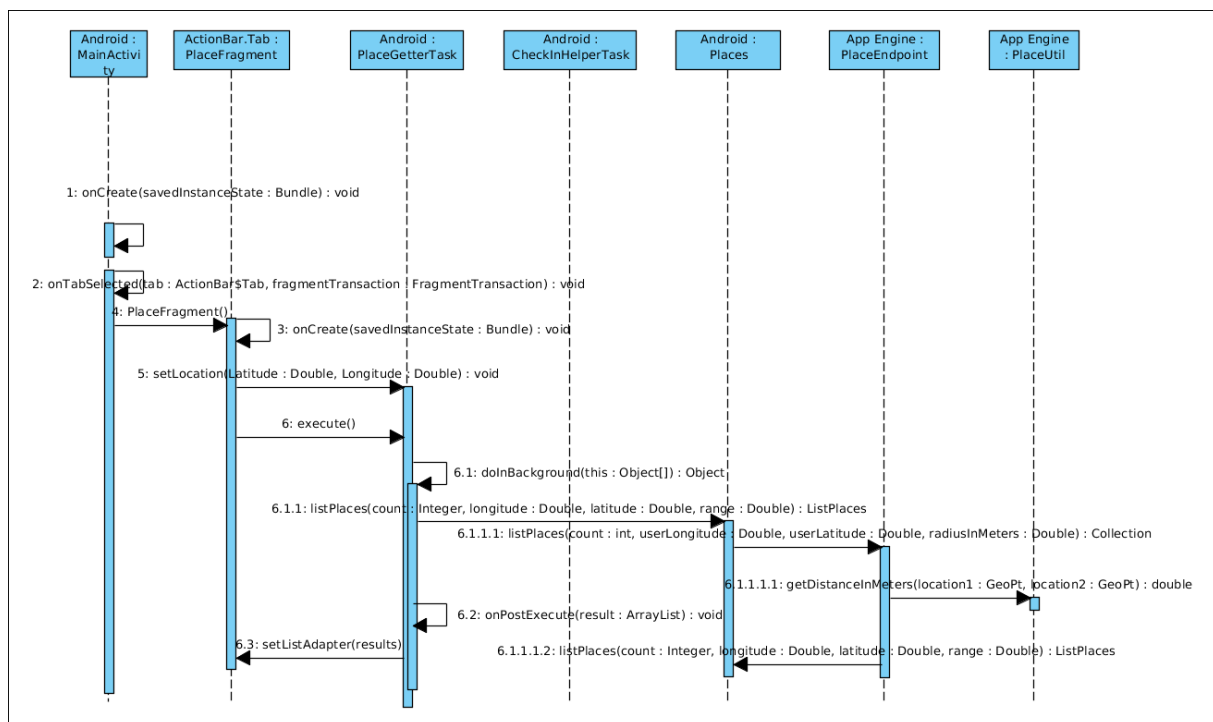 Android :
MainActivi
ty
ActionBar.Tab :
PlaceFragment
Android :
PlaceGetterTask
Android :
CheckInHelperTask
Android :
Places
App Engine :
PlaceEndpoint
App Engine
: PlaceUtil
1: onCreate(savedInstanceState : Bundle) : void
2: onTabSelected(tab : ActionBar$Tab, fragmentTransaction : FragmentTransaction) : void
4: PlaceFragment()
3: onCreate(savedInstanceState : Bundle) : void
5: setLocation(Latitude : Double, Longitude : Double) : void
6: execute()
6.1: doInBackground(this : Object[]) : Object
6.1.1: listPlaces(count : Integer, longitude : Double, latitude : Double, range : Double) : ListPlaces
6.1.1.1: listPlaces(count : int, userLongitude : Double, userLatitude : Double, radiusInMeters : Double) : Collection
6.1.1.1.1: getDistanceInMeters(location1 : GeoPt, location2 : GeoPt) : double
6.2: onPostExecute(result : ArrayList) : void
6.3: setListAdapter(results)
6.1.1.1.2: listPlaces(count : Integer, longitude : Double, latitude : Double, range : Double) : ListPlaces